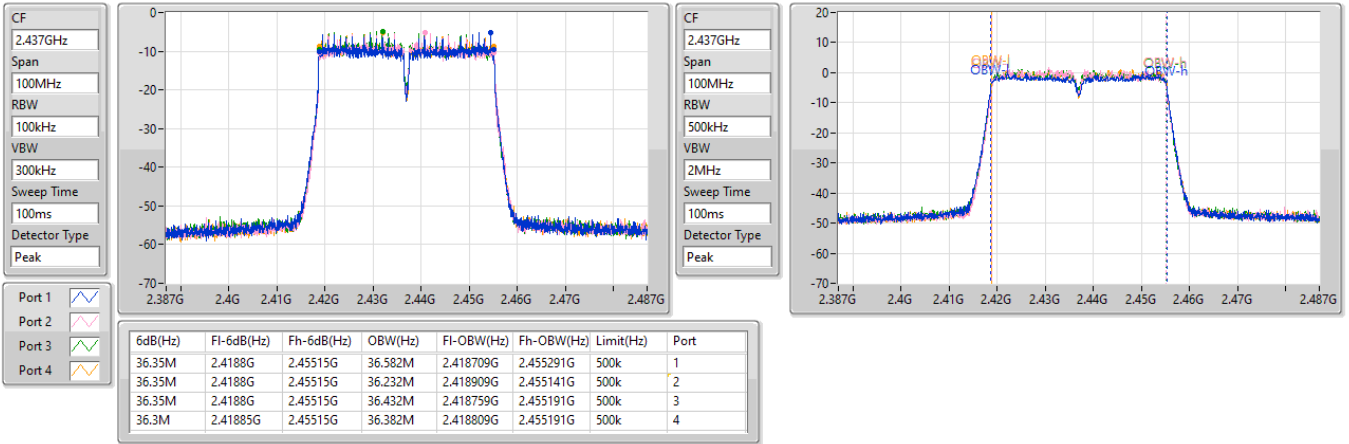 CF
2.437GHz
Span
100MHz
RBW
100kHz
VBW
300kHz
Sweep Time
100ms
Detector Type
Peak
0
-10
-20
-30
-40
-50
-60
-70
2.387G 2.4G 2.41G 2.42G 2.43G 2.44G 2.45G 2.46G 2.47G 2.487G
CF
2.437GHz
Span
100MHz
RBW
500kHz
VBW
2MHz
Sweep Time
100ms
Detector Type
Peak
20
10
0
-10
-20
-30
-40
-50
-60
-70
OBW-h
OBW-h
2.387G 2.4G 2.41G 2.42G 2.43G 2.44G 2.45G 2.46G 2.47G 2.487G
Port 1
Port 2
Port 3
Port 4
6dB(Hz) Fl-6dB(Hz) Fh-6dB(Hz) OBW(Hz) Fl-OBW(Hz) Fh-OBW(Hz) Limit(Hz) Port
36.35M 2.4188G 2.45515G 36.582M 2.418709G 2.455291G 500k 1
36.35M 2.4188G 2.45515G 36.232M 2.418909G 2.455141G 500k 2
36.35M 2.4188G 2.45515G 36.432M 2.418759G 2.455191G 500k 3
36.3M 2.41885G 2.45515G 36.382M 2.418809G 2.455191G 500k 4